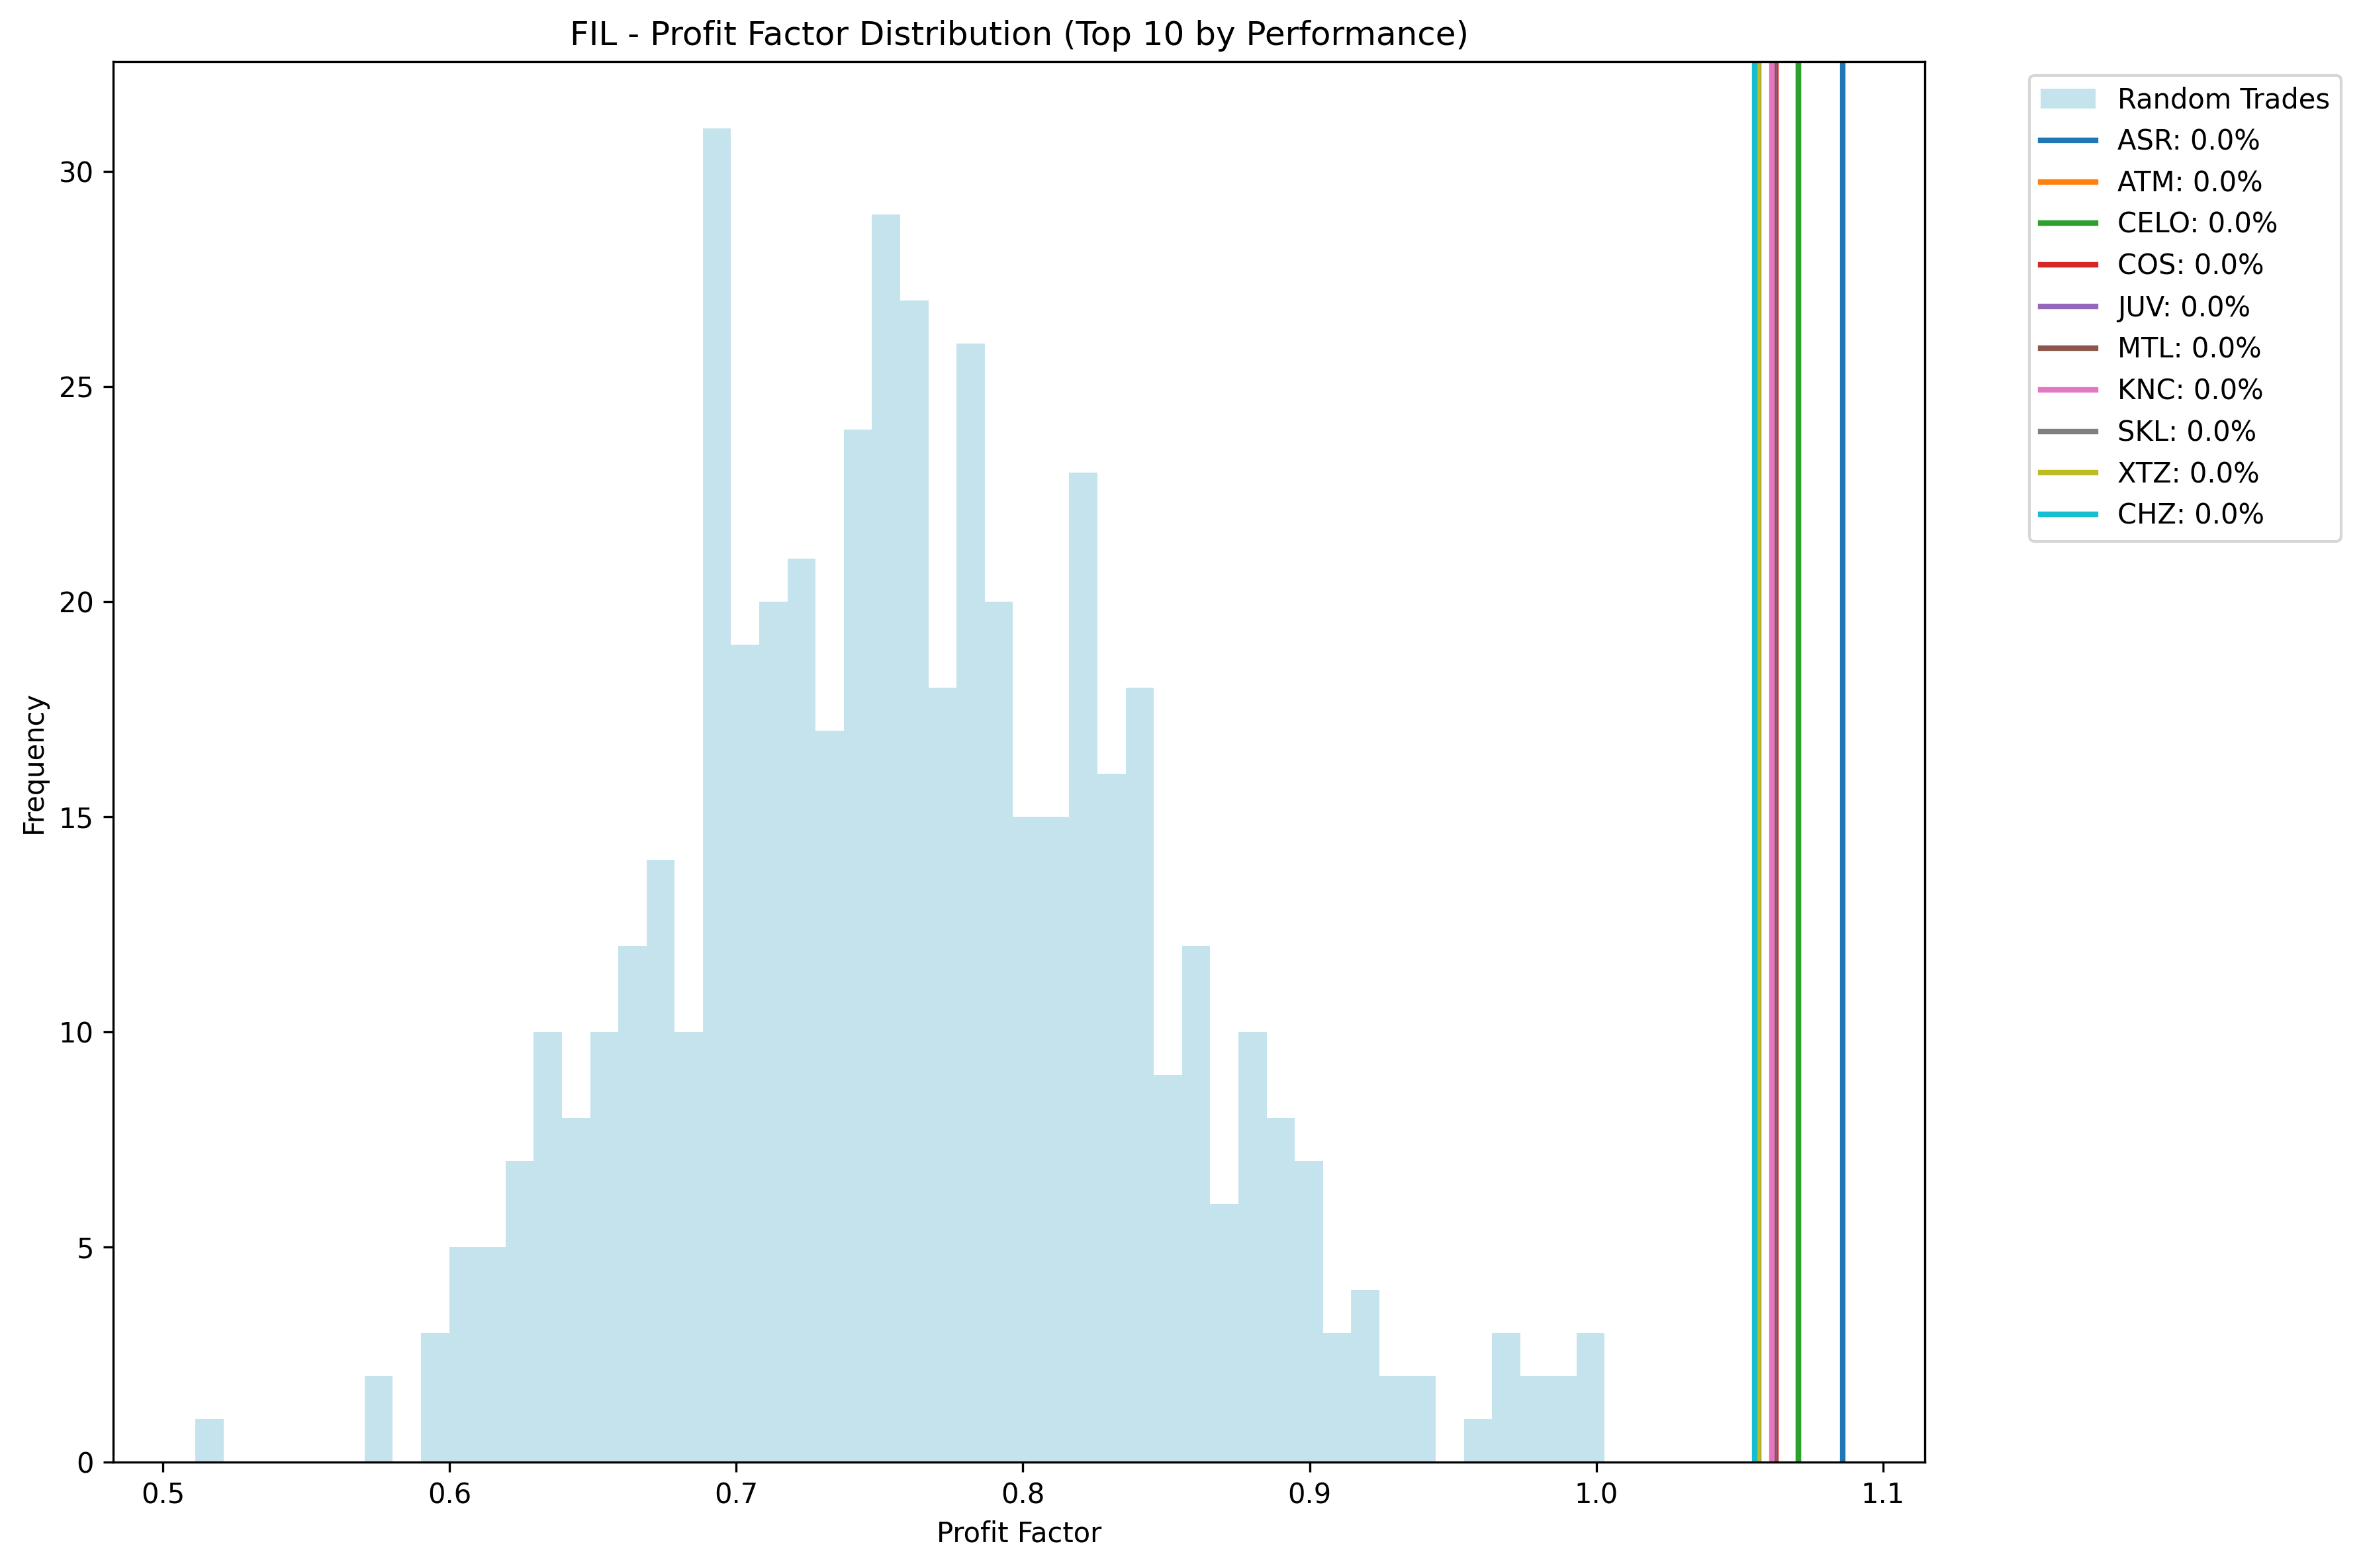 FIL - Profit Factor Distribution (Top 10 by Performance)
Random Trades
ASR: 0.0%
ATM: 0.0%
CELO: 0.0%
COS: 0.0%
JUV: 0.0%
MTL: 0.0%
KNC: 0.0%
SKL: 0.0%
XTZ: 0.0%
CHZ: 0.0%
Frequency
30
25
20
15
10
5
0
0.5 0.6 0.7 0.8 0.9 1.0 1.1
Profit Factor